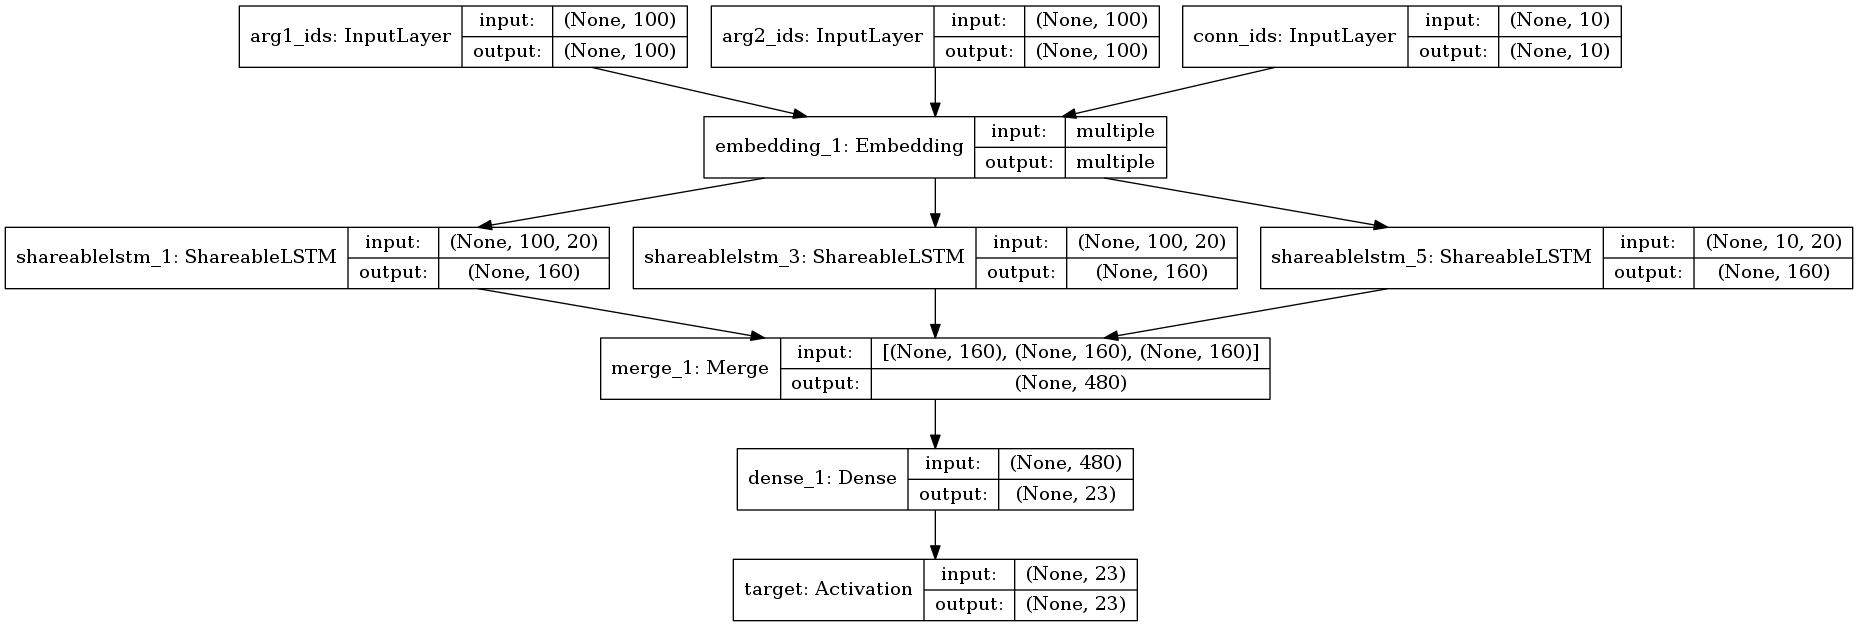 arg1_ids: InputLayer
input:
(None, 100)
output:
(None, 100)
arg2_ids: InputLayer
input:
(None, 100)
output:
(None, 100)
conn_ids: InputLayer
input:
(None, 10)
output:
(None, 10)
embedding_1: Embedding
input:
multiple
output:
multiple
shareablelstm_1: ShareableLSTM
input:
(None, 100, 20)
output:
(None, 160)
shareablelstm_3: ShareableLSTM
input:
(None, 100, 20)
output:
(None, 160)
shareablelstm_5: ShareableLSTM
input:
(None, 10, 20)
output:
(None, 160)
merge_1: Merge
input:
[(None, 160), (None, 160), (None, 160)]
output:
(None, 480)
dense_1: Dense
input:
(None, 480)
output:
(None, 23)
target: Activation
input:
(None, 23)
output:
(None, 23)